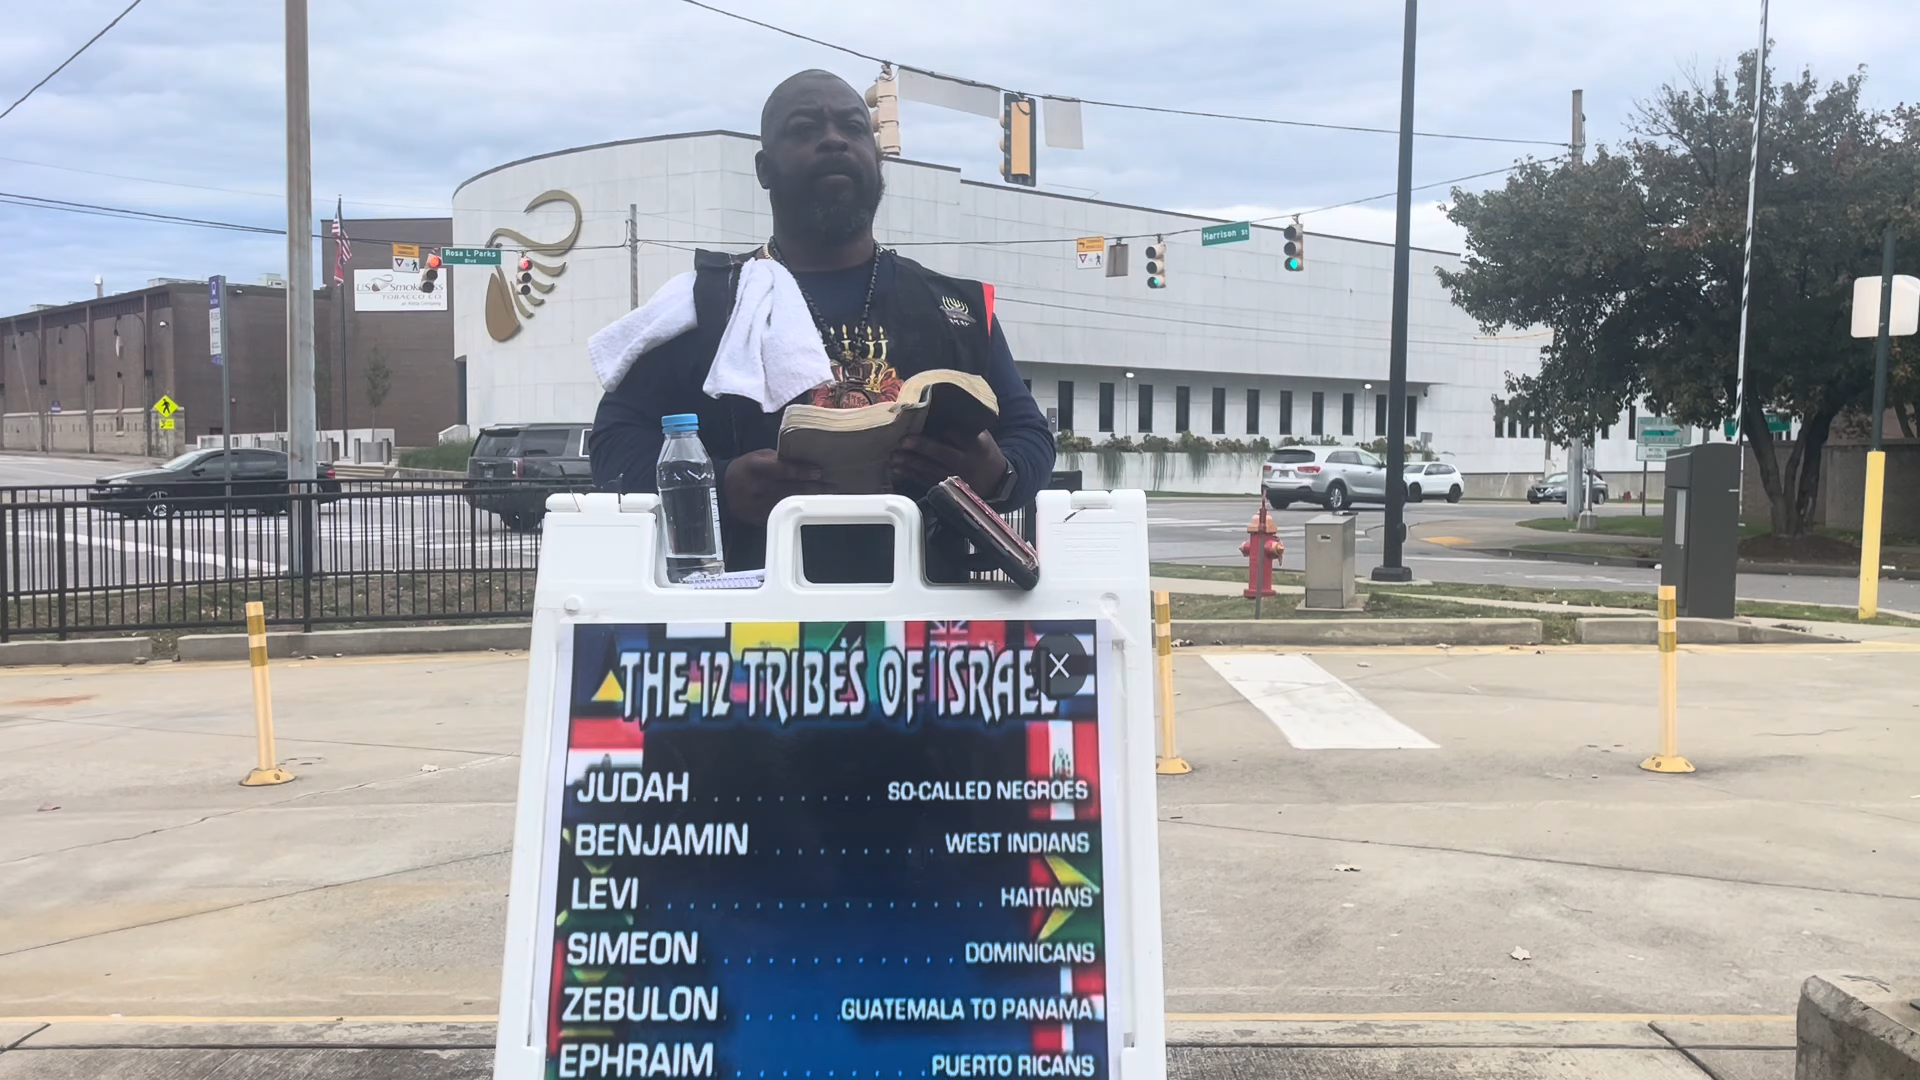 Rosa L Parks
Blvd
Harrison St
US Smokeless
TOBACCO CO.
THE 12 TRIBES OF ISRAEL
JUDAH . . . . . . . . . SO-CALLED NEGROES
BENJAMIN . . . . . . . . . WEST INDIANS
LEVI . . . . . . . . . . . . . . . . HAITIANS
SIMEON . . . . . . . . . . . . DOMINICANS
ZEBULON . . . . . GUATEMALA TO PANAMA
EPHRAIM . . . . . . . . . PUERTO RICANS